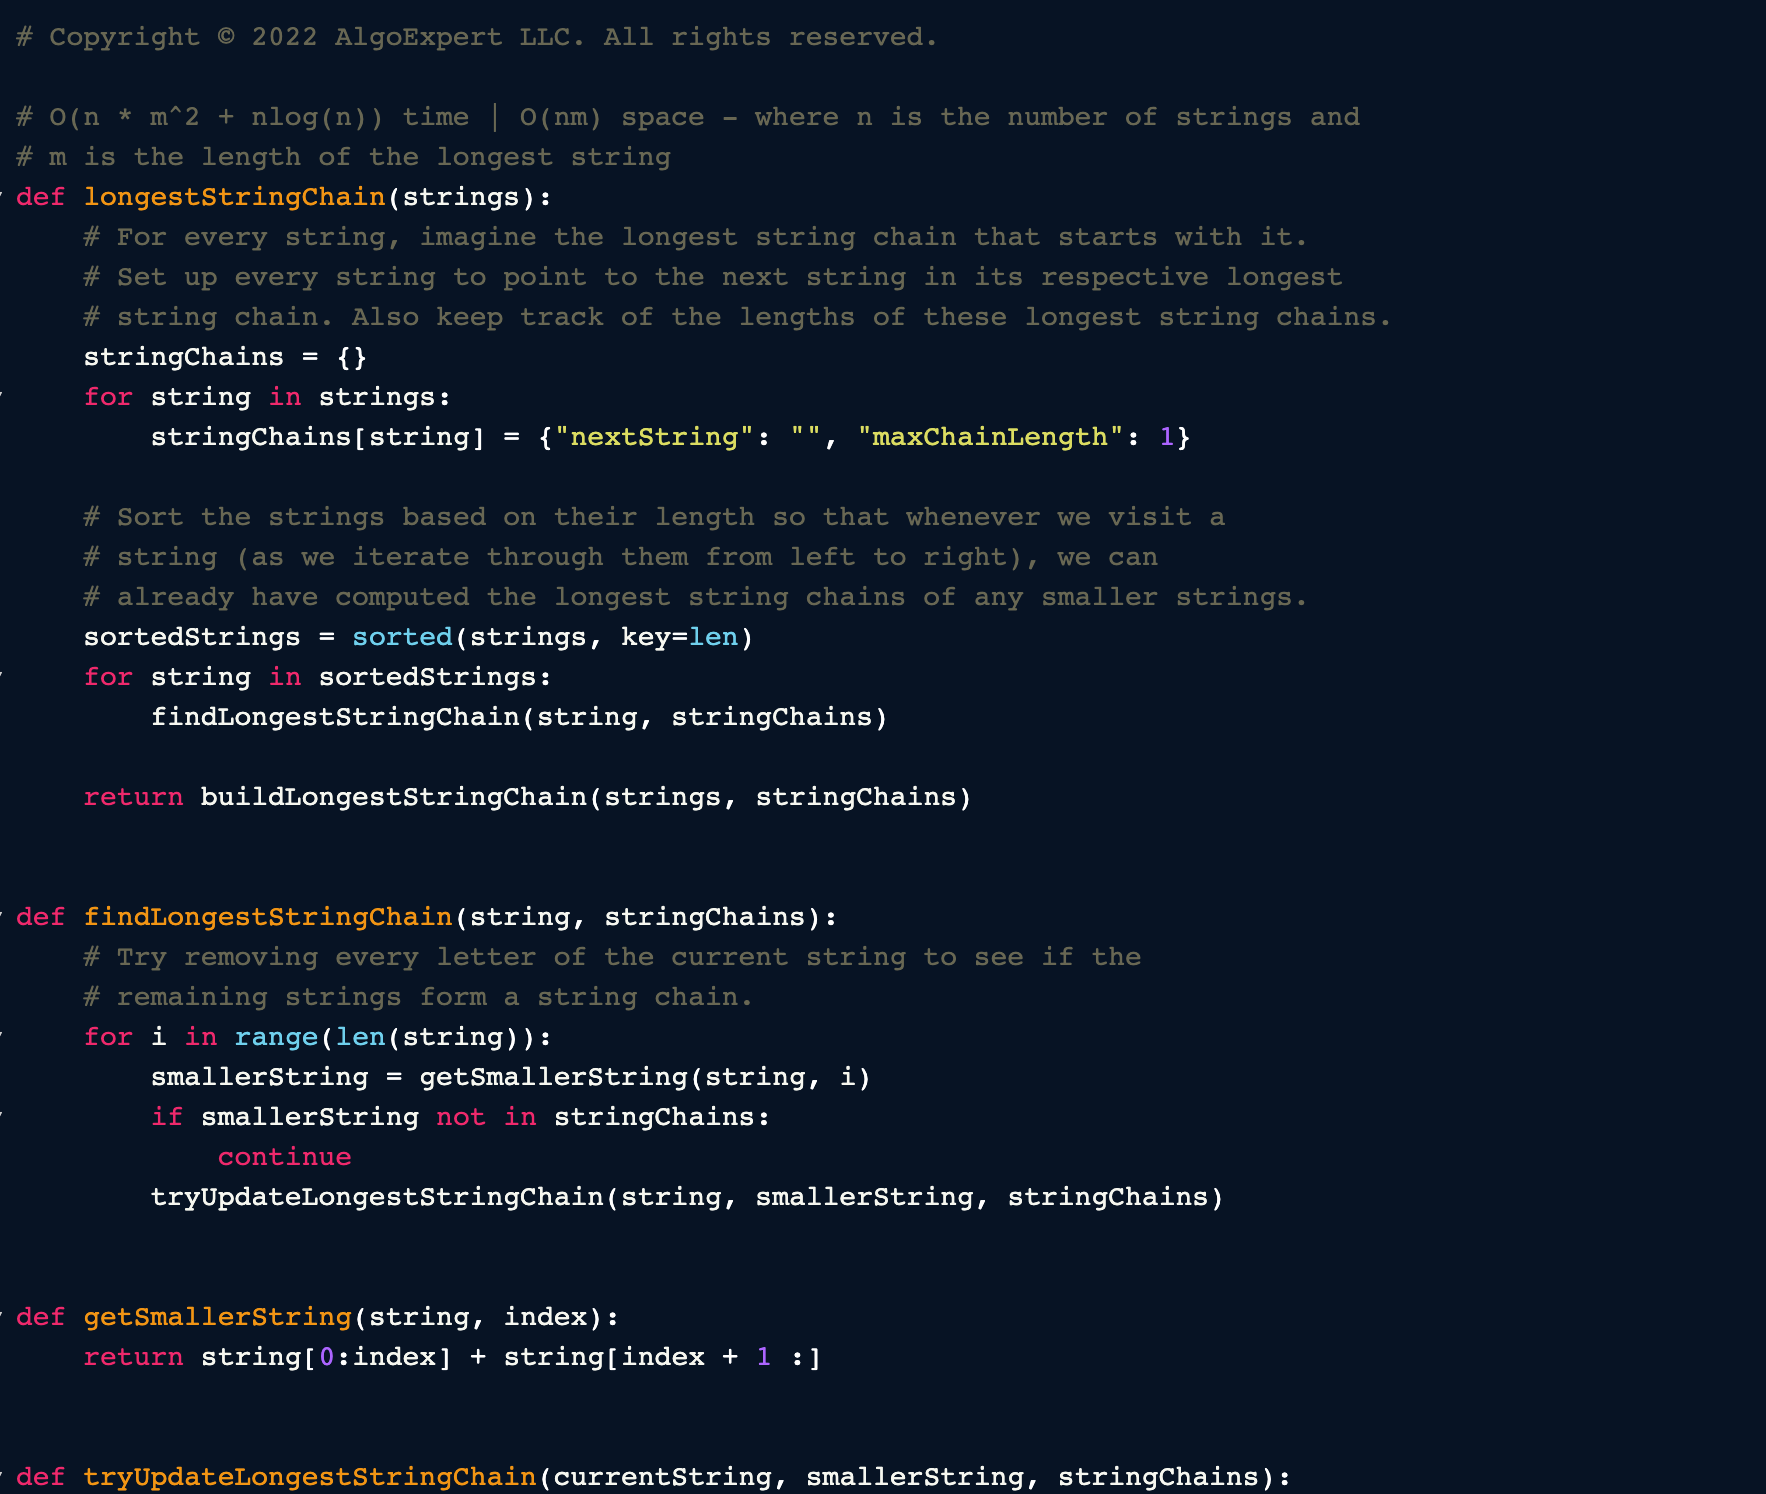 # Copyright © 2022 AlgoExpert LLC. All rights reserved.

# O(n * m^2 + nlog(n)) time | O(nm) space - where n is the number of strings and
# m is the length of the longest string
def longestStringChain(strings):
    # For every string, imagine the longest string chain that starts with it.
    # Set up every string to point to the next string in its respective longest
    # string chain. Also keep track of the lengths of these longest string chains.
    stringChains = {}
    for string in strings:
        stringChains[string] = {"nextString": "", "maxChainLength": 1}

    # Sort the strings based on their length so that whenever we visit a
    # string (as we iterate through them from left to right), we can
    # already have computed the longest string chains of any smaller strings.
    sortedStrings = sorted(strings, key=len)
    for string in sortedStrings:
        findLongestStringChain(string, stringChains)

    return buildLongestStringChain(strings, stringChains)


def findLongestStringChain(string, stringChains):
    # Try removing every letter of the current string to see if the
    # remaining strings form a string chain.
    for i in range(len(string)):
        smallerString = getSmallerString(string, i)
        if smallerString not in stringChains:
            continue
        tryUpdateLongestStringChain(string, smallerString, stringChains)


def getSmallerString(string, index):
    return string[0:index] + string[index + 1 :]


def tryUpdateLongestStringChain(currentString, smallerString, stringChains):